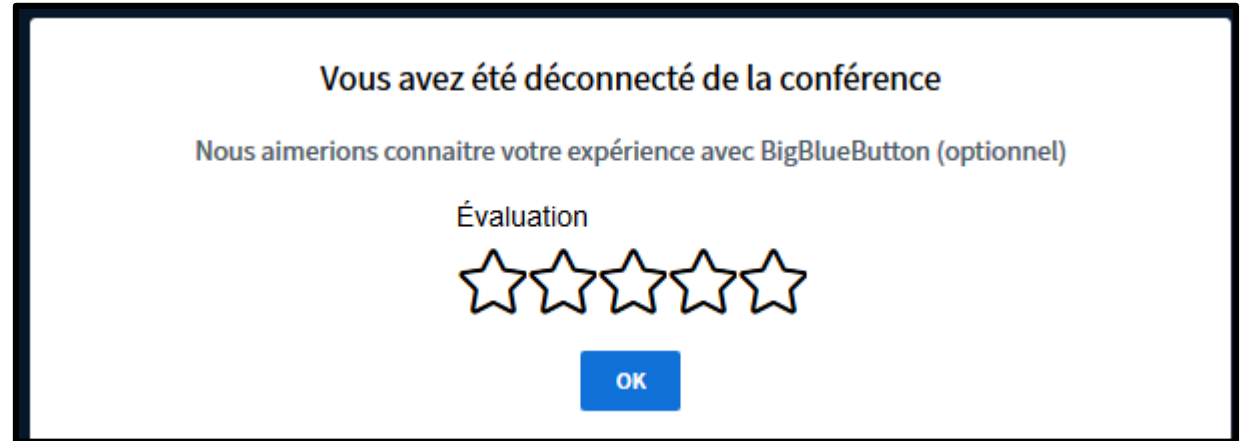 Vous avez été déconnecté de la conférence
Nous aimerions connaitre votre expérience avec BigBlueButton (optionnel)
Évaluation
OK